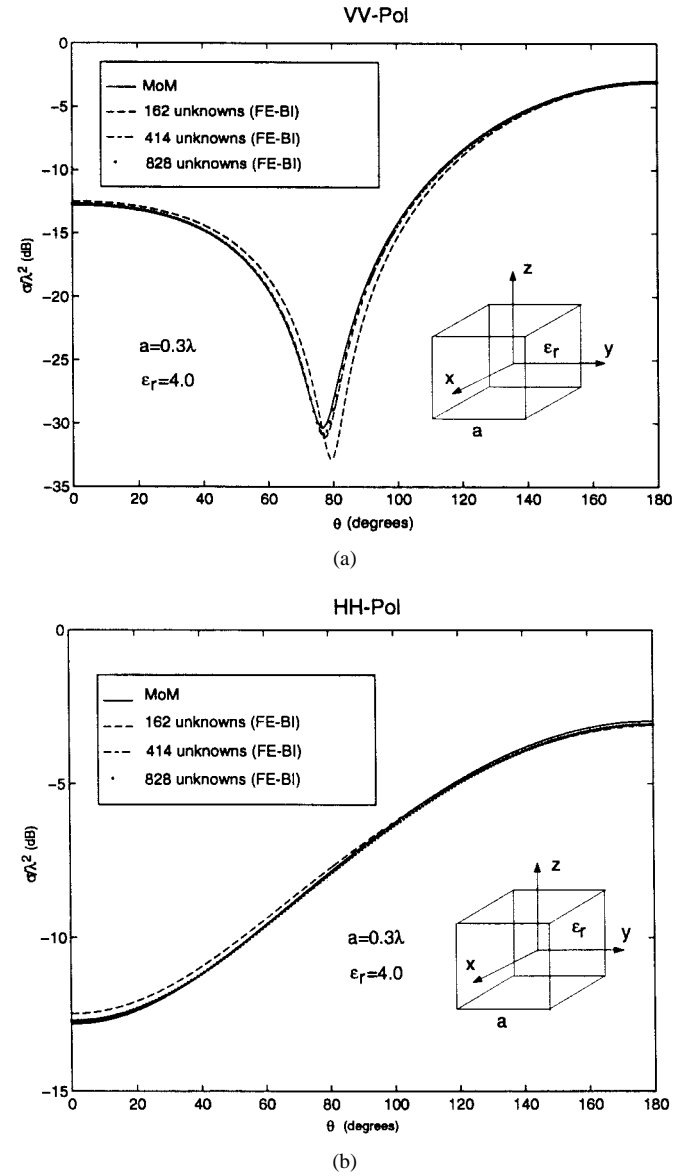 VV-Pol
0
-5
-10
-15
-20
-25
-30
-35
σ/λ² (dB)
MoM
162 unknowns (FE-BI)
414 unknowns (FE-BI)
828 unknowns (FE-BI)
a=0.3λ
εr=4.0
z
εr
y
x
a
0 20 40 60 80 100 120 140 160 180
θ (degrees)
(a)
HH-Pol
0
-5
-10
-15
σ/λ² (dB)
MoM
162 unknowns (FE-BI)
414 unknowns (FE-BI)
828 unknowns (FE-BI)
a=0.3λ
εr=4.0
z
εr
y
x
a
0 20 40 60 80 100 120 140 160 180
θ (degrees)
(b)